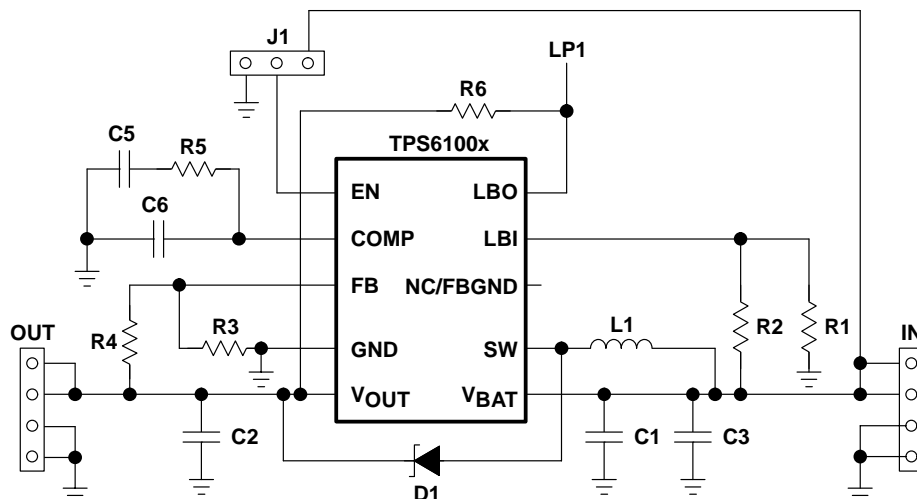 J1
LP1
R6
TPS6100x
C5
R5
EN
LBO
C6
COMP
LBI
FB
NC/FBGND
OUT
R4
R3
L1
R2
R1
IN
GND
SW
VOUT
VBAT
C2
C1
C3
D1